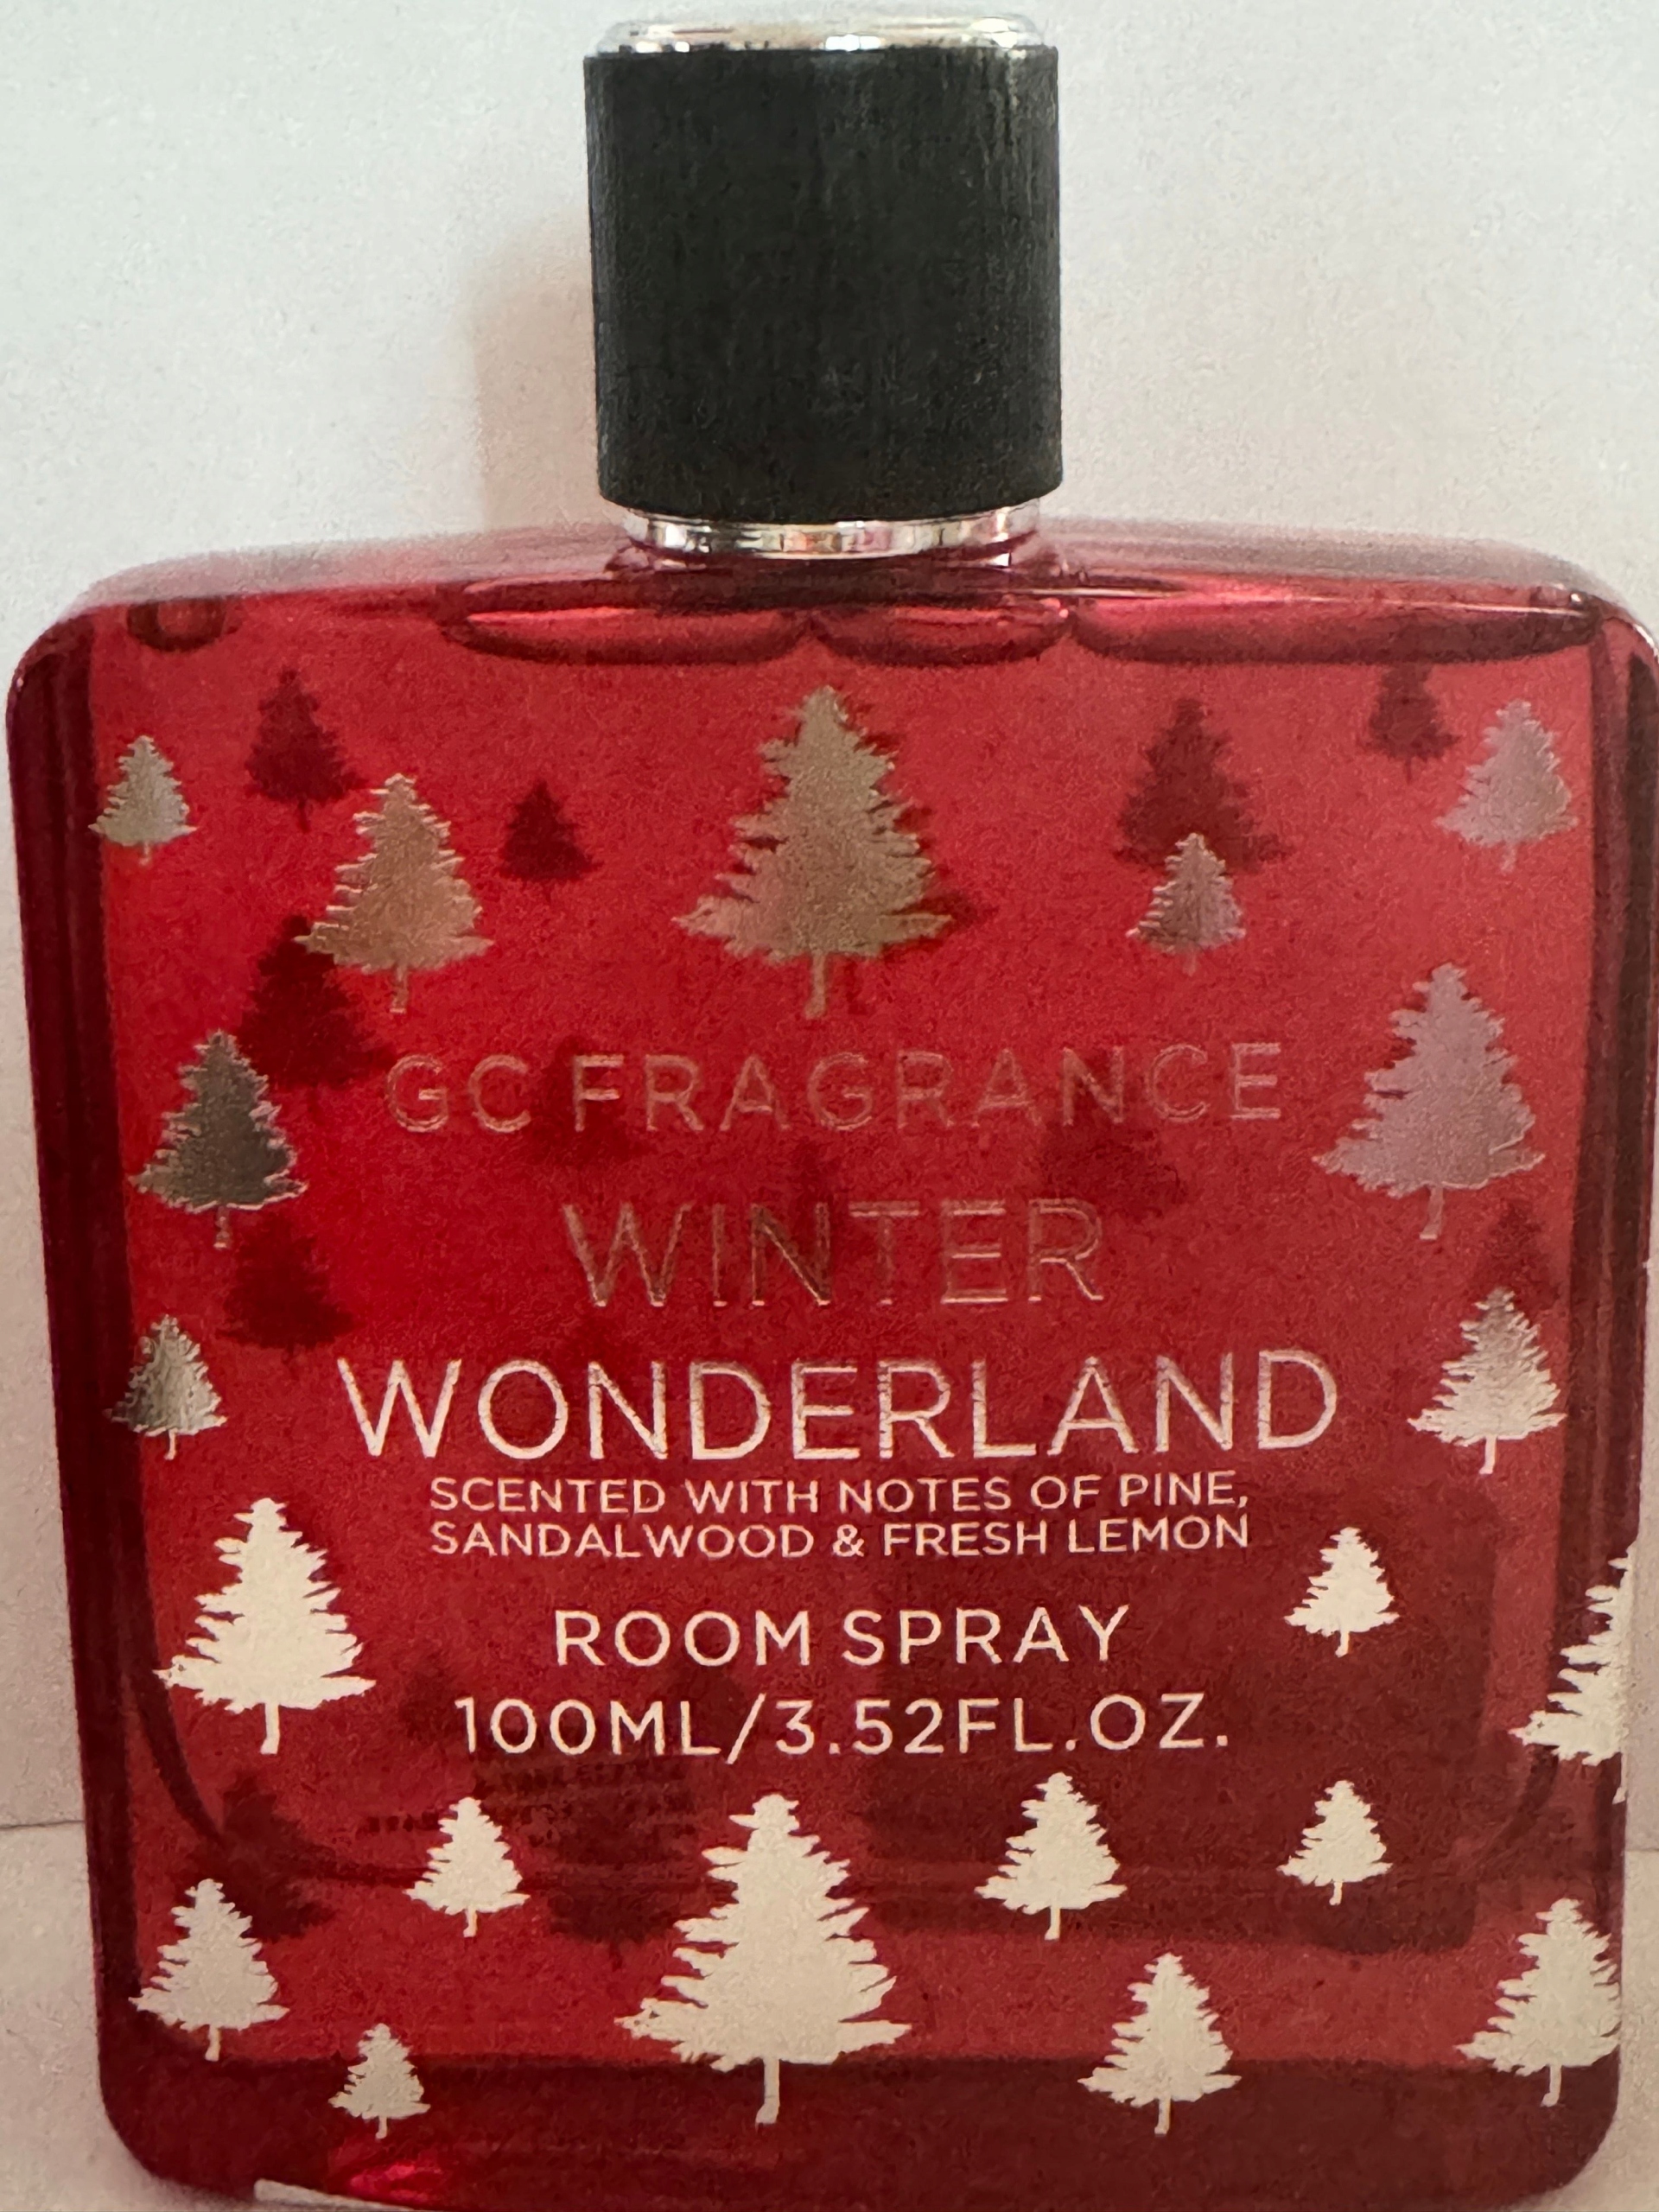 GC FRAGRANCE
WINTER
WONDERLAND
SCENTED WITH NOTES OF PINE,
SANDALWOOD & FRESH LEMON
ROOM SPRAY
100ML/3.52FL.OZ.